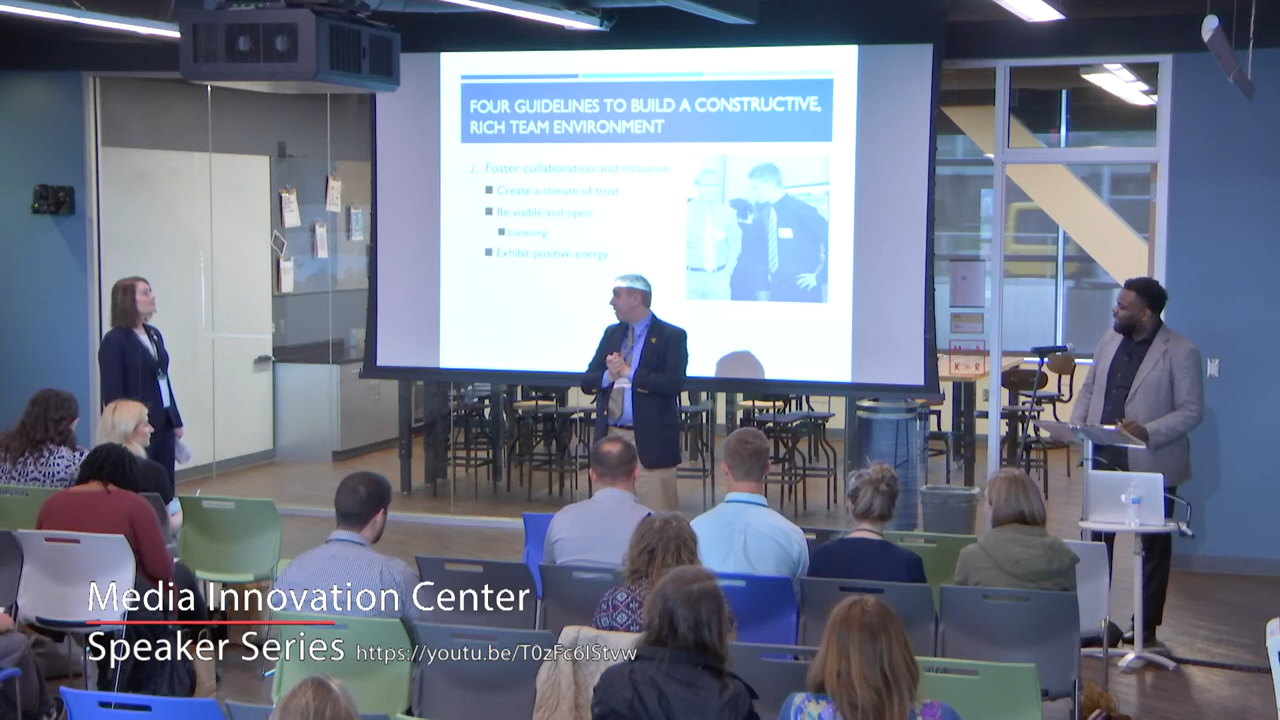 FOUR GUIDELINES TO BUILD A CONSTRUCTIVE,
RICH TEAM ENVIRONMENT
2. Foster collaboration and inclusion
Create a climate of trust
Be visible and open
Listening
Exhibit positive energy
Media Innovation Center
Speaker Series https://youtu.be/T0zFc6IStvw